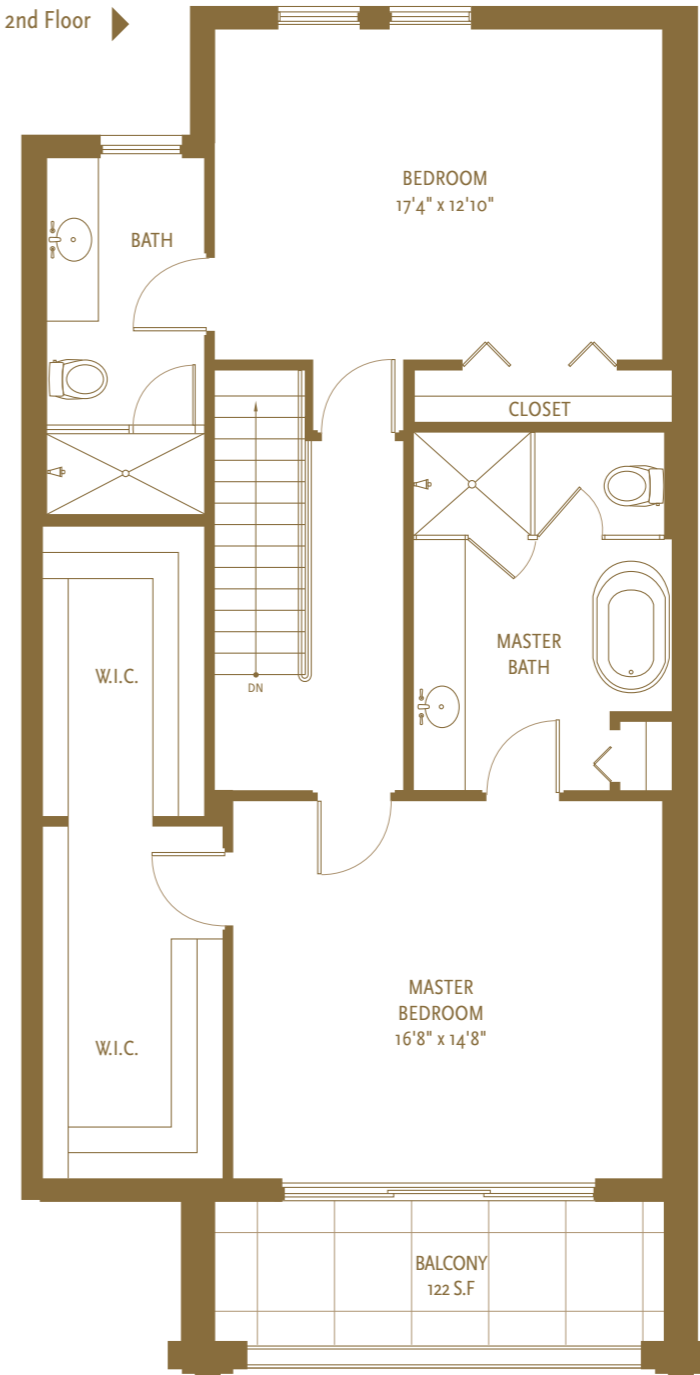 2nd Floor
BEDROOM
17'4" x 12'10"
BATH
CLOSET
MASTER
BATH
W.I.C.
DN
MASTER
BEDROOM
16'8" x 14'8"
W.I.C.
BALCONY
122 S.F